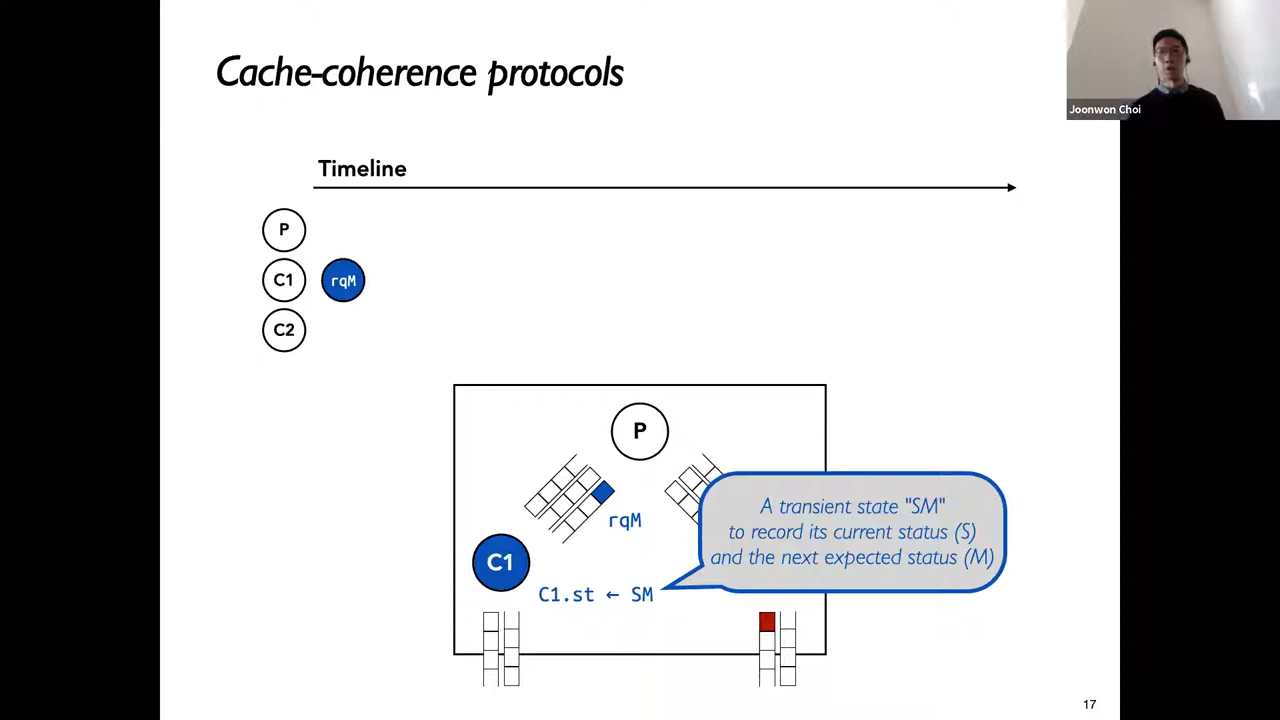 Cache-coherence protocols
Joonwon Choi
Timeline
P
C1
rqM
C2
P
rqM
A transient state "SM"
to record its current status (S)
and the next expected status (M)
C1
C1.st ← SM
17